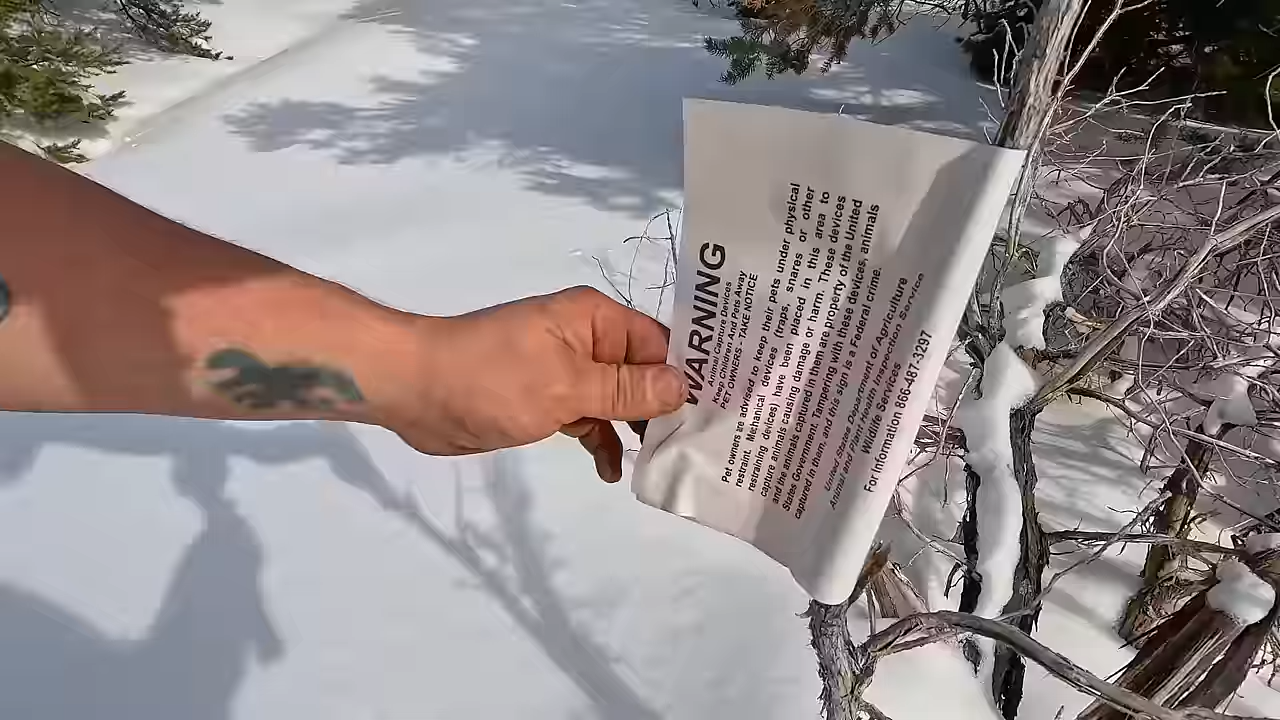 WARNING
Animal Capture Devices
Keep Children And Pets Away
PET OWNERS - TAKE NOTICE
Pet owners are advised to keep their pets under physical
restraint. Mechanical devices (traps, snares or other
restraining devices) have been placed in this area to
capture animals causing damage or harm. These devices
and the animals captured in them are property of the United
States Government. Tampering with these devices, animals
captured in them, and this sign is a Federal crime.
United States Department of Agriculture
Animal and Plant Health Inspection Service
Wildlife Services
For Information 866-487-3297